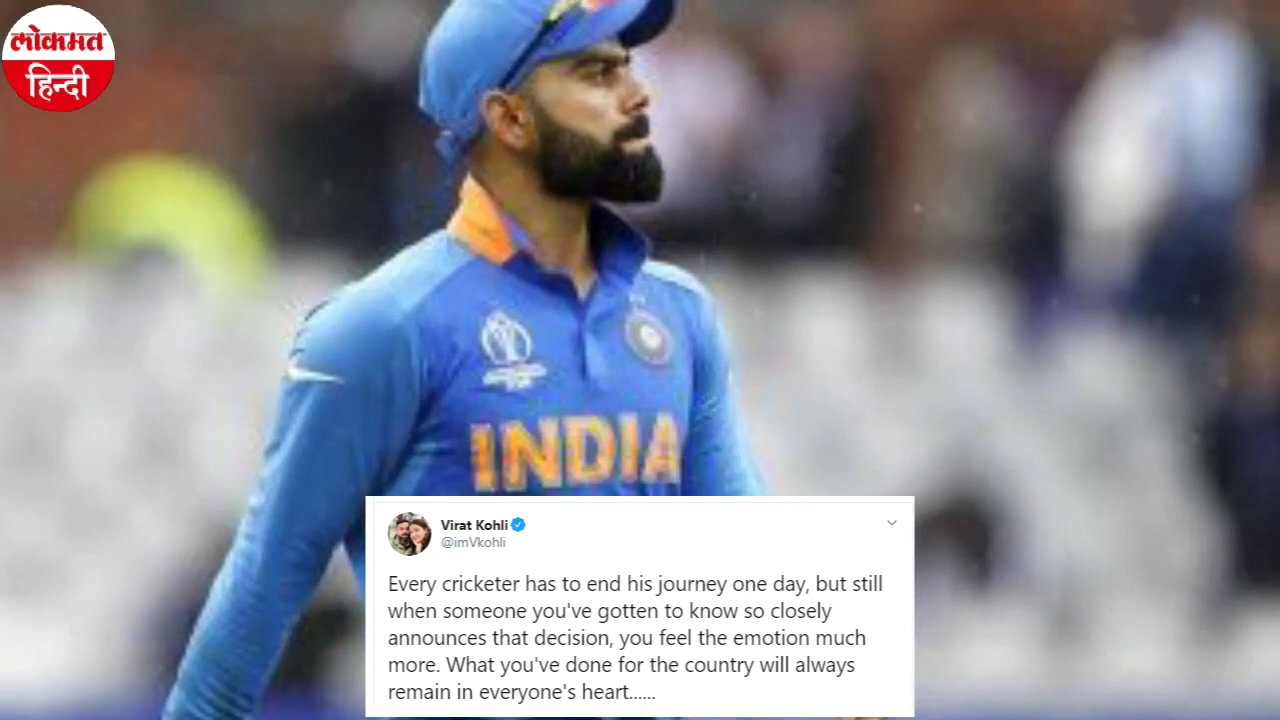 लोकमत
हिन्दी
INDIA
Virat Kohli
@imVkohli
Every cricketer has to end his journey one day, but still
when someone you've gotten to know so closely
announces that decision, you feel the emotion much
more. What you've done for the country will always
remain in everyone's heart......